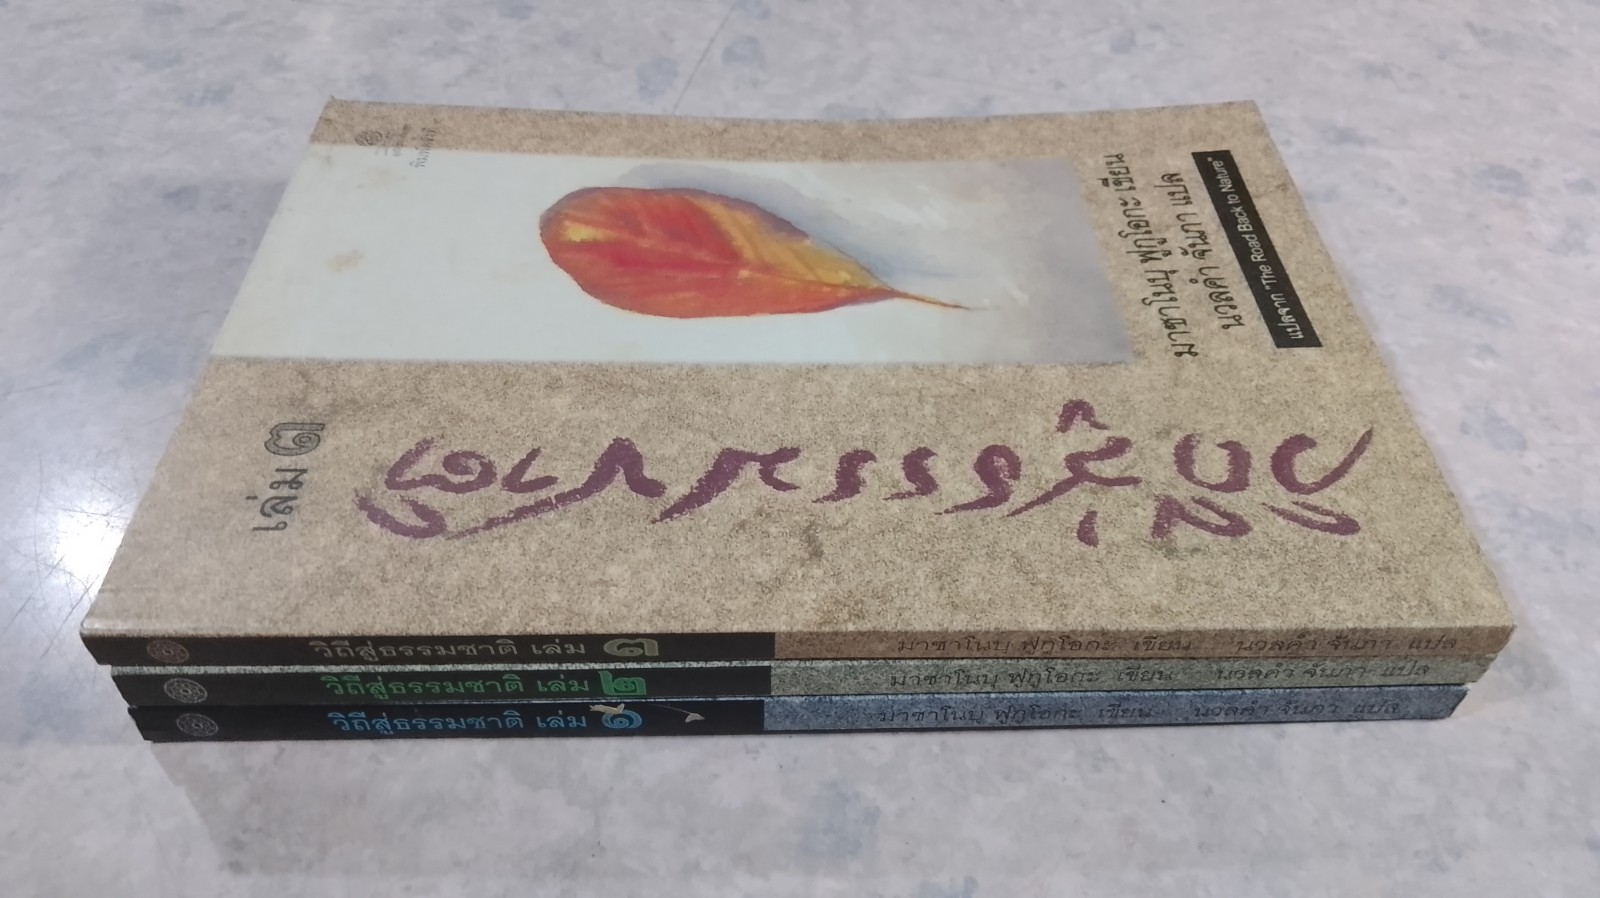 มาซาโนบุ ฟูกูโอกะ เขียน
นวลคำ จันภา แปล
แปลจาก "The Road Back to Nature"
วิถีสู่ธรรมชาติ
เล่ม ๓
วิถีสู่ธรรมชาติ เล่ม ๓ มาซาโนบุ ฟูกูโอกะ เขียน นวลคำ จันภา แปล
วิถีสู่ธรรมชาติ เล่ม ๒ มาซาโนบุ ฟูกูโอกะ เขียน นวลคำ จันภา แปล
วิถีสู่ธรรมชาติ เล่ม ๑ มาซาโนบุ ฟูกูโอกะ เขียน นวลคำ จันภา แปล